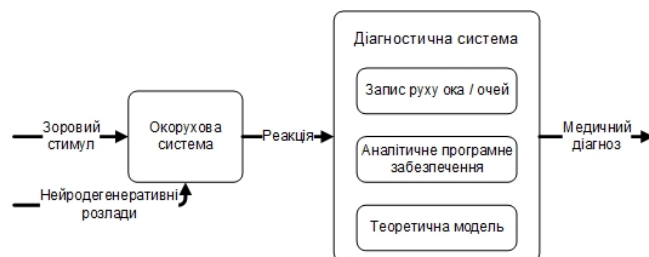 Зоровий
стимул
Нейродегенеративні
розлади
Окорухова
система
Реакція
Діагностична система
Запис руху ока / очей
Аналітичне програмне
забезпечення
Теоретична модель
Медичний
діагноз